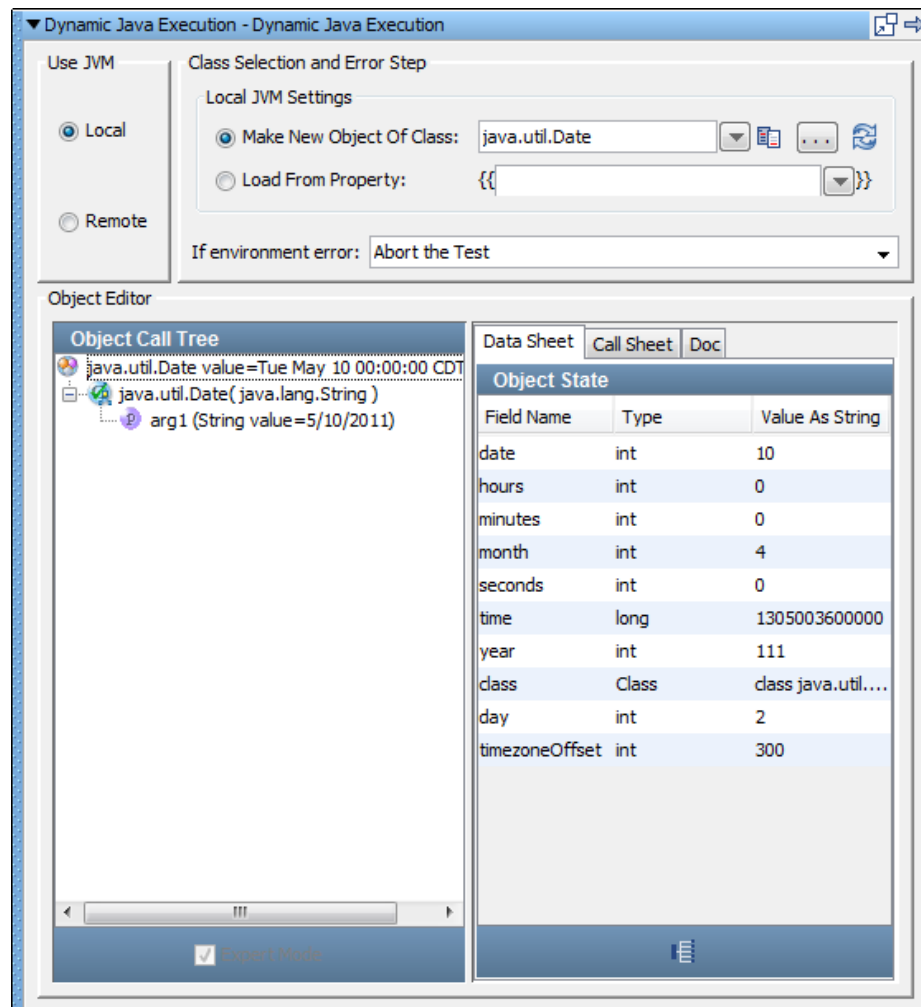 Dynamic Java Execution - Dynamic Java Execution
Use JVM
Local
Remote
Class Selection and Error Step
Local JVM Settings
Make New Object Of Class: java.util.Date ...
Load From Property: {{ }}
If environment error: Abort the Test
Object Editor
Object Call Tree
java.util.Date value=Tue May 10 00:00:00 CDT
java.util.Date( java.lang.String )
P arg1 (String value=5/10/2011)
Expert Mode
Data Sheet Call Sheet Doc
Object State
Field Name Type Value As String
date int 10
hours int 0
minutes int 0
month int 4
seconds int 0
time long 1305003600000
year int 111
class Class class java.util....
day int 2
timezoneOffset int 300